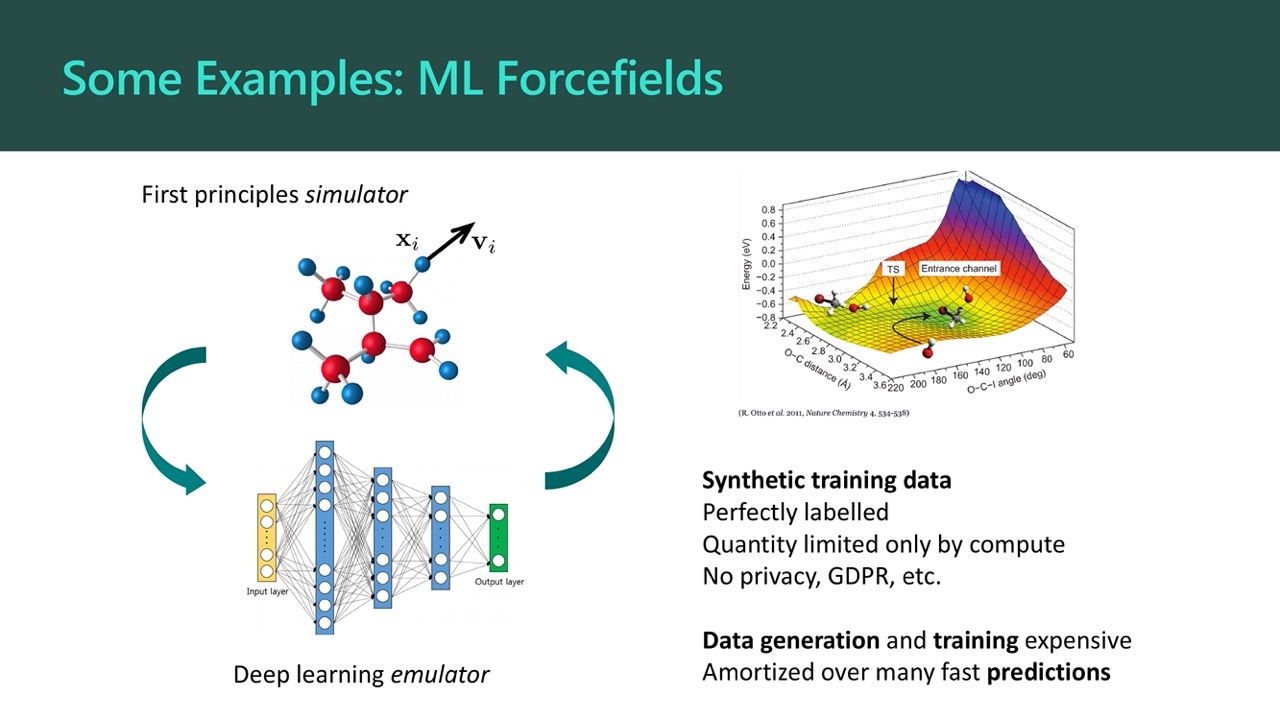 Some Examples: ML Forcefields
First principles simulator
xᵢ
vᵢ
Input layer
Output layer
Deep learning emulator
Energy (eV)
0.8
0.6
0.4
0.2
0.0
−0.2
−0.4
−0.6
−0.8
TS
Entrance channel
2.2
2.4
2.6
2.8
3.0
3.2
3.4
3.6
O−C distance (Å)
220
200
180
160
140
120
100
80
60
O−C−I angle (deg)
(R. Otto et al. 2011, Nature Chemistry 4, 534-538)
Synthetic training data
Perfectly labelled
Quantity limited only by compute
No privacy, GDPR, etc.
Data generation and training expensive
Amortized over many fast predictions